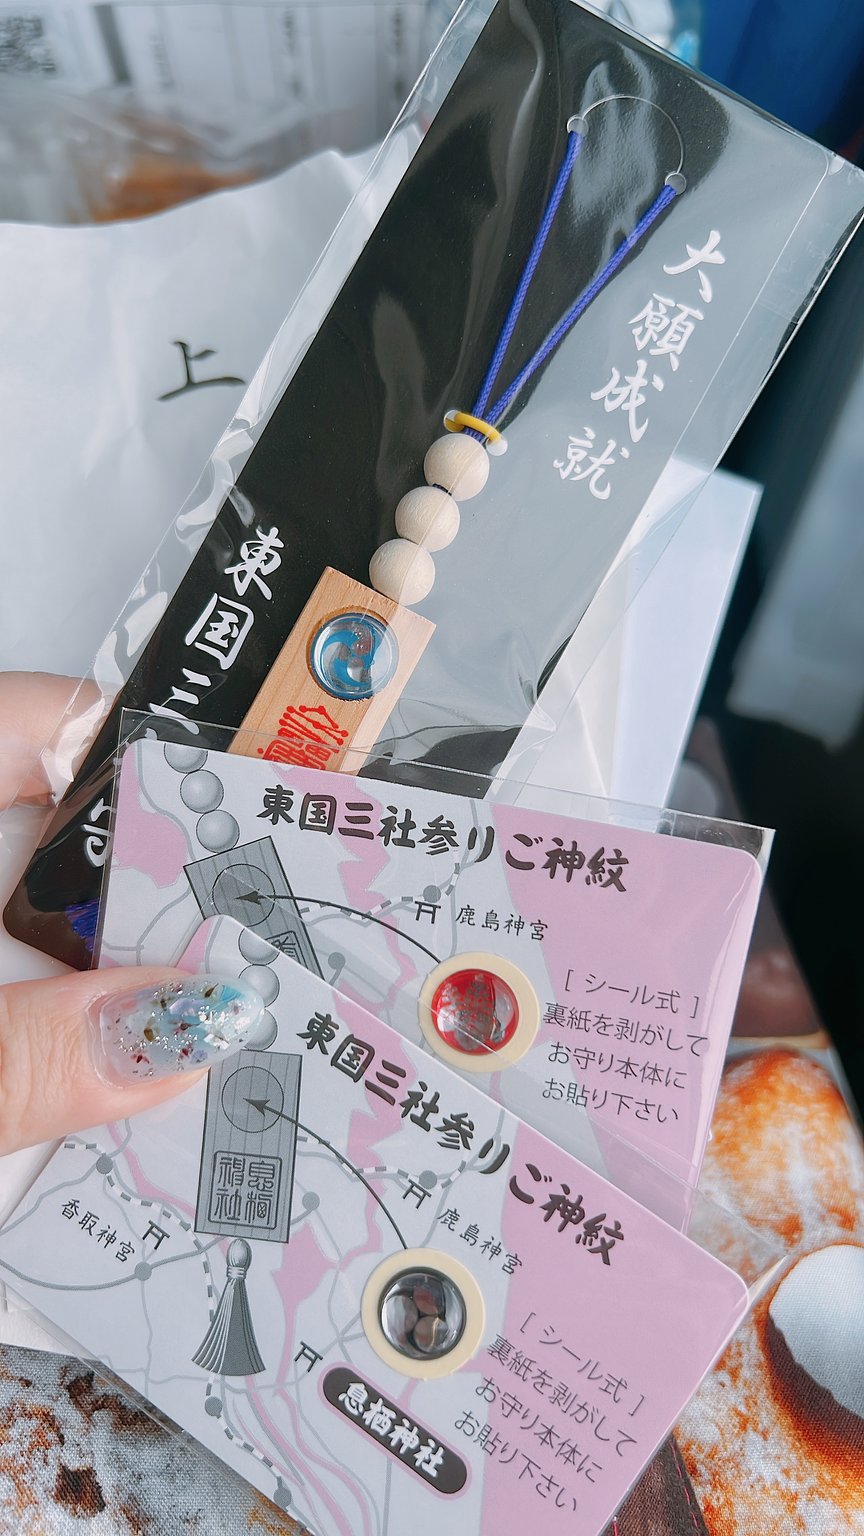 上
大願成就
東国三
守
東国三社参りご神紋
鹿島神宮
[ シール式 ]
裏紙を剥がして
お守り本体に
お貼り下さい
東国三社参りご神紋
鹿島神宮
香取神宮
息栖
神社
[ シール式 ]
裏紙を剥がして
お守り本体に
お貼り下さい
息栖神社